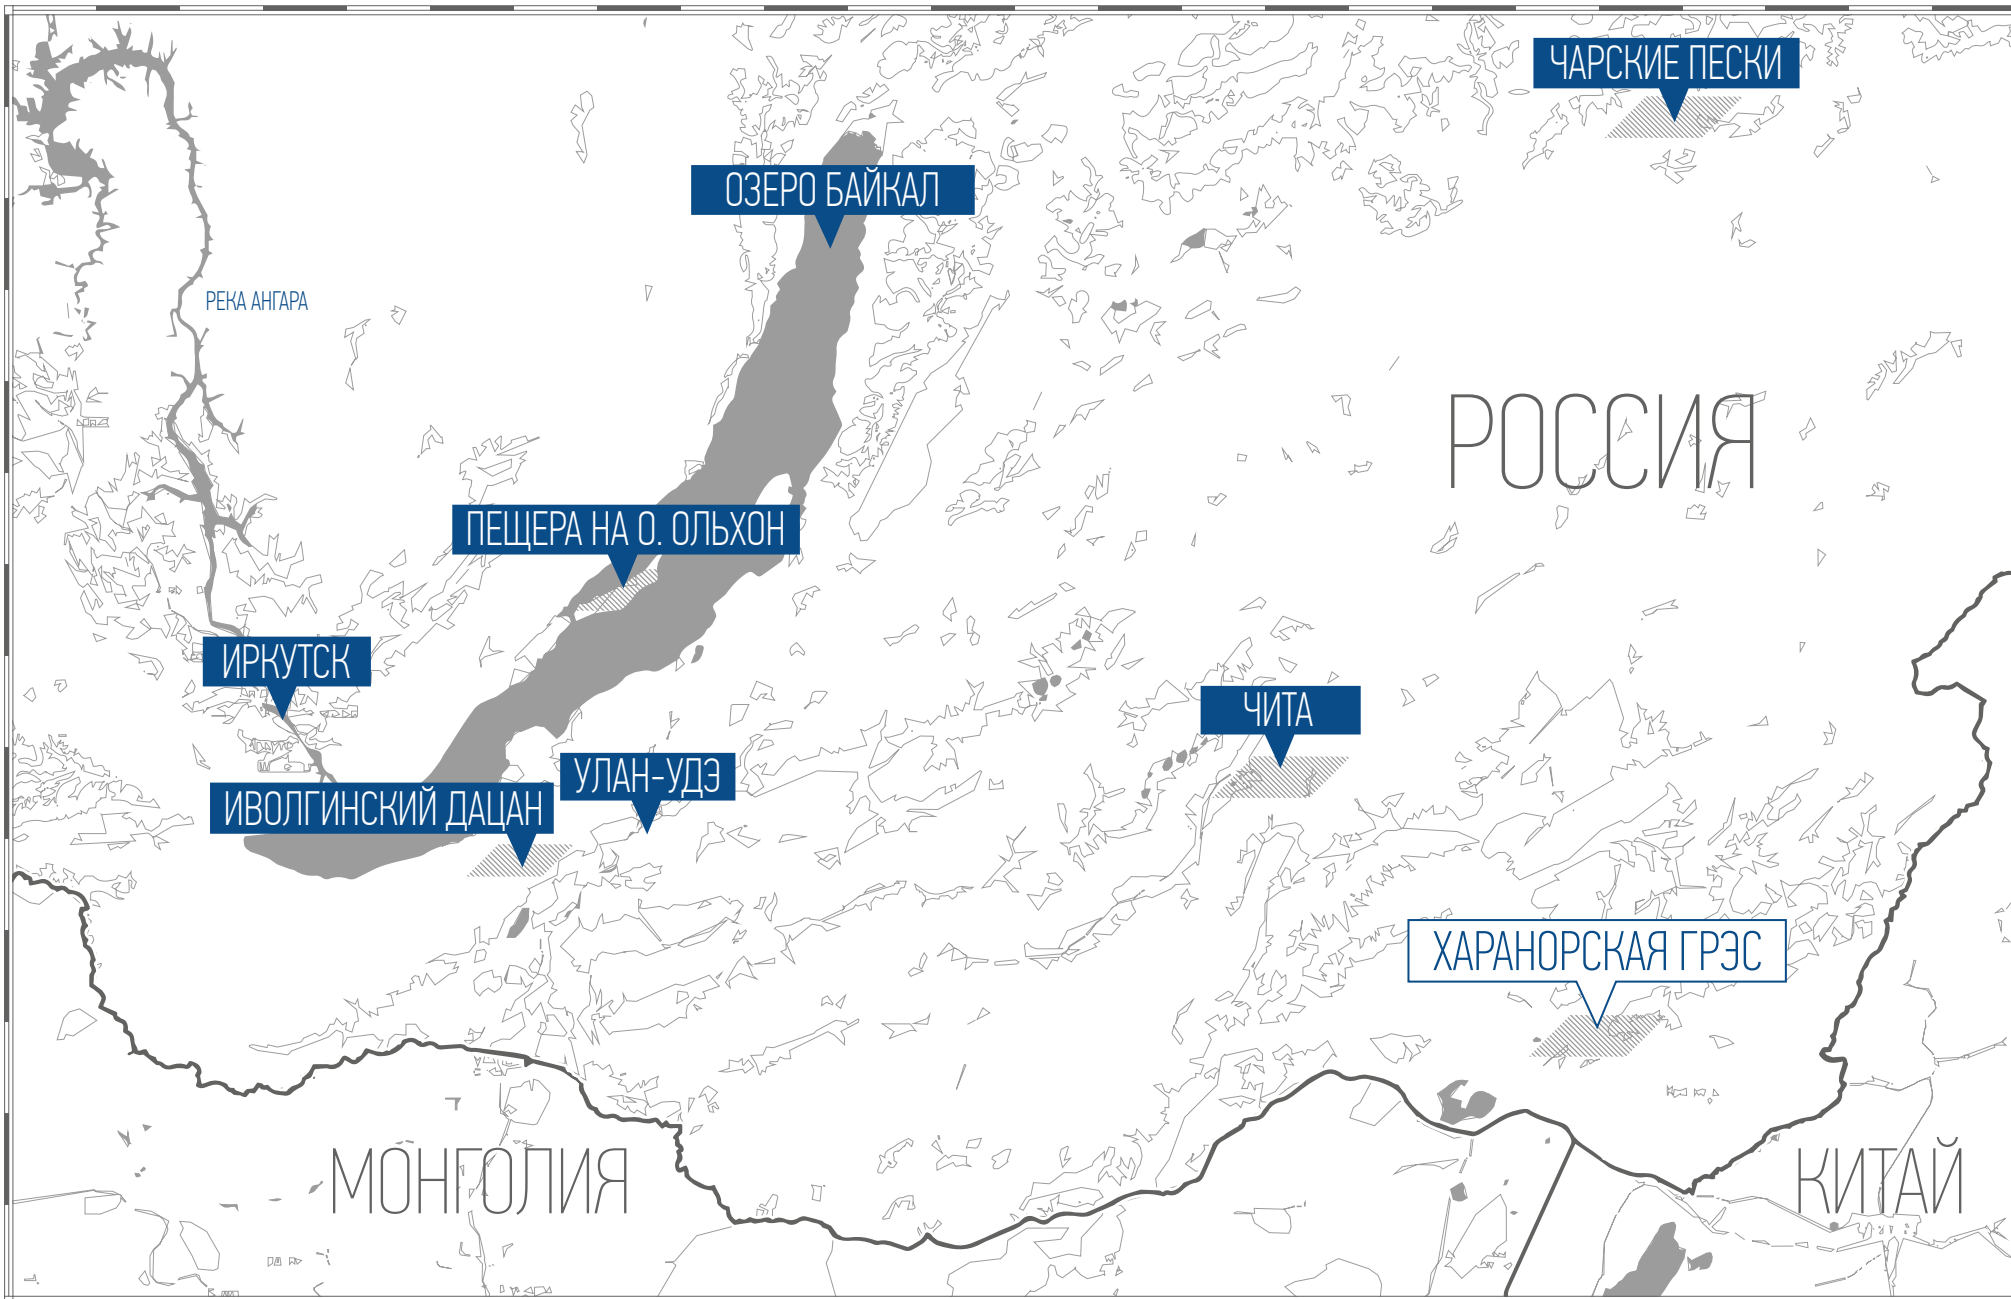 ЧАРСКИЕ ПЕСКИ
ОЗЕРО БАЙКАЛ
РЕКА АНГАРА
РОССИЯ
ПЕЩЕРА НА О. ОЛЬХОН
ИРКУТСК
ЧИТА
УЛАН-УДЭ
ИВОЛГИНСКИЙ ДАЦАН
ХАРАНОРСКАЯ ГРЭС
МОНГОЛИЯ
КИТАЙ